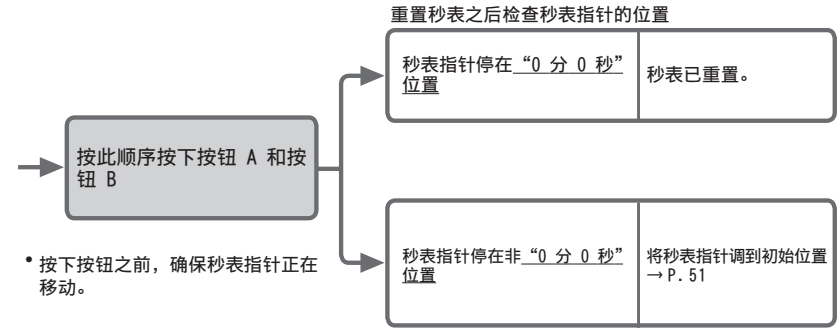 重置秒表之后检查秒表指针的位置
秒表指针停在“0 分 0 秒”
位置
秒表已重置。
按此顺序按下按钮 A 和按
钮 B
• 按下按钮之前，确保秒表指针正在
移动。
秒表指针停在非“0 分 0 秒”
位置
将秒表指针调到初始位置
→P.51